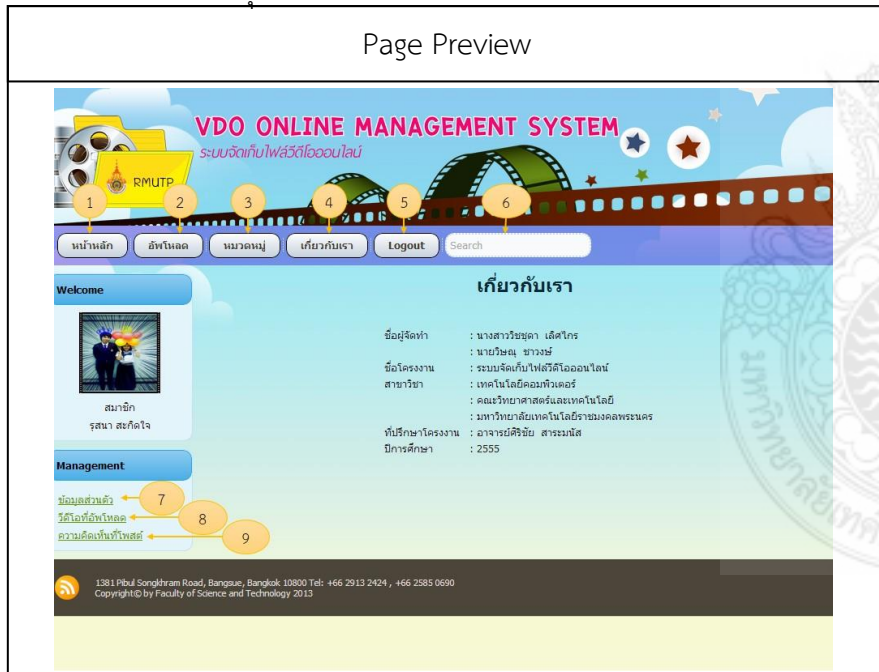 Page Preview
VDO ONLINE MANAGEMENT SYSTEM
ระบบจัดเก็บไฟล์วีดีโอออนไลน์
RMUTP
1 2 3 4 5 6
หน้าหลัก อัพโหลด หมวดหมู่ เกี่ยวกับเรา Logout Search
Welcome
สมาชิก
รุสนา สะกิดใจ
เกี่ยวกับเรา
ชื่อผู้จัดทำ : นางสาววิชชุดา เลิศไกร
: นายวิษณุ ชาวงษ์
ชื่อโครงงาน : ระบบจัดเก็บไฟล์วีดีโอออนไลน์
สาขาวิชา : เทคโนโลยีคอมพิวเตอร์
: คณะวิทยาศาสตร์และเทคโนโลยี
: มหาวิทยาลัยเทคโนโลยีราชมงคลพระนคร
ที่ปรึกษาโครงงาน : อาจารย์ศิริชัย สาระมนัส
ปีการศึกษา : 2555
Management
ข้อมูลส่วนตัว 7
วีดีโอที่อัพโหลด 8
ความคิดเห็นที่โพสต์ 9
1381 Pibul Songkhram Road, Bangsue, Bangkok 10800 Tel: +66 2913 2424 , +66 2585 0690
Copyright© by Faculty of Science and Technology 2013